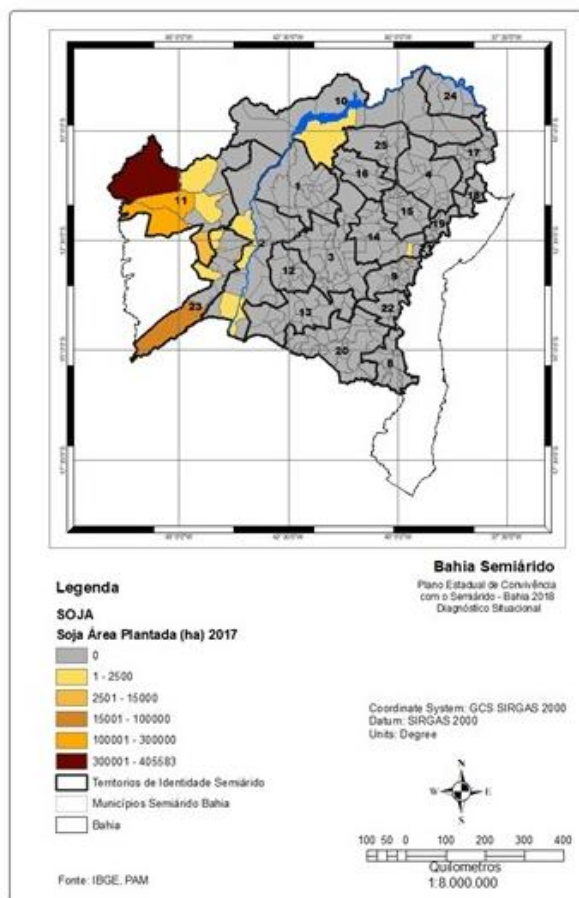 10
24
25
17
1
16
4
18
11
15
19
2
14
3
12
9
23
13
22
20
8
Bahia Semiárido
Plano Estadual de Convivência
com o Semiárido - Bahia 2018
Diagnóstico Situacional
Legenda
SOJA
Soja Área Plantada (ha) 2017
0
1 - 2500
2501 - 15000
15001 - 100000
100001 - 300000
300001 - 405583
Territorios de Identidade Semiárido
Municípios Semiárido Bahia
Bahia
Coordinate System: GCS SIRGAS 2000
Datum: SIRGAS 2000
Units: Degree
N
W E
S
100 50 0 100 200 300 400
Quilometros
1:8.000.000
Fonte: IBGE, PAM